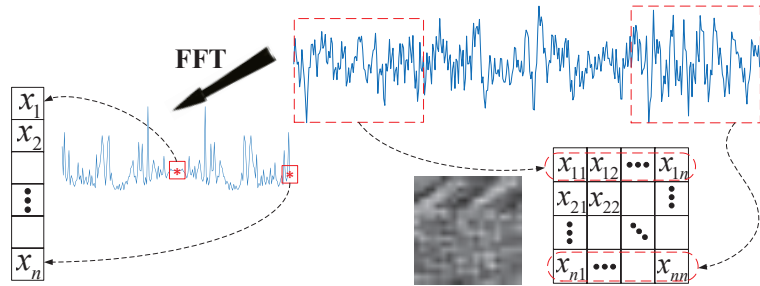 FFT
x1
x2
⋮
xn
* *
x11 x12 ••• x1n
x21 x22 ⋮
⋮ ⋱
xn1 ••• xnn